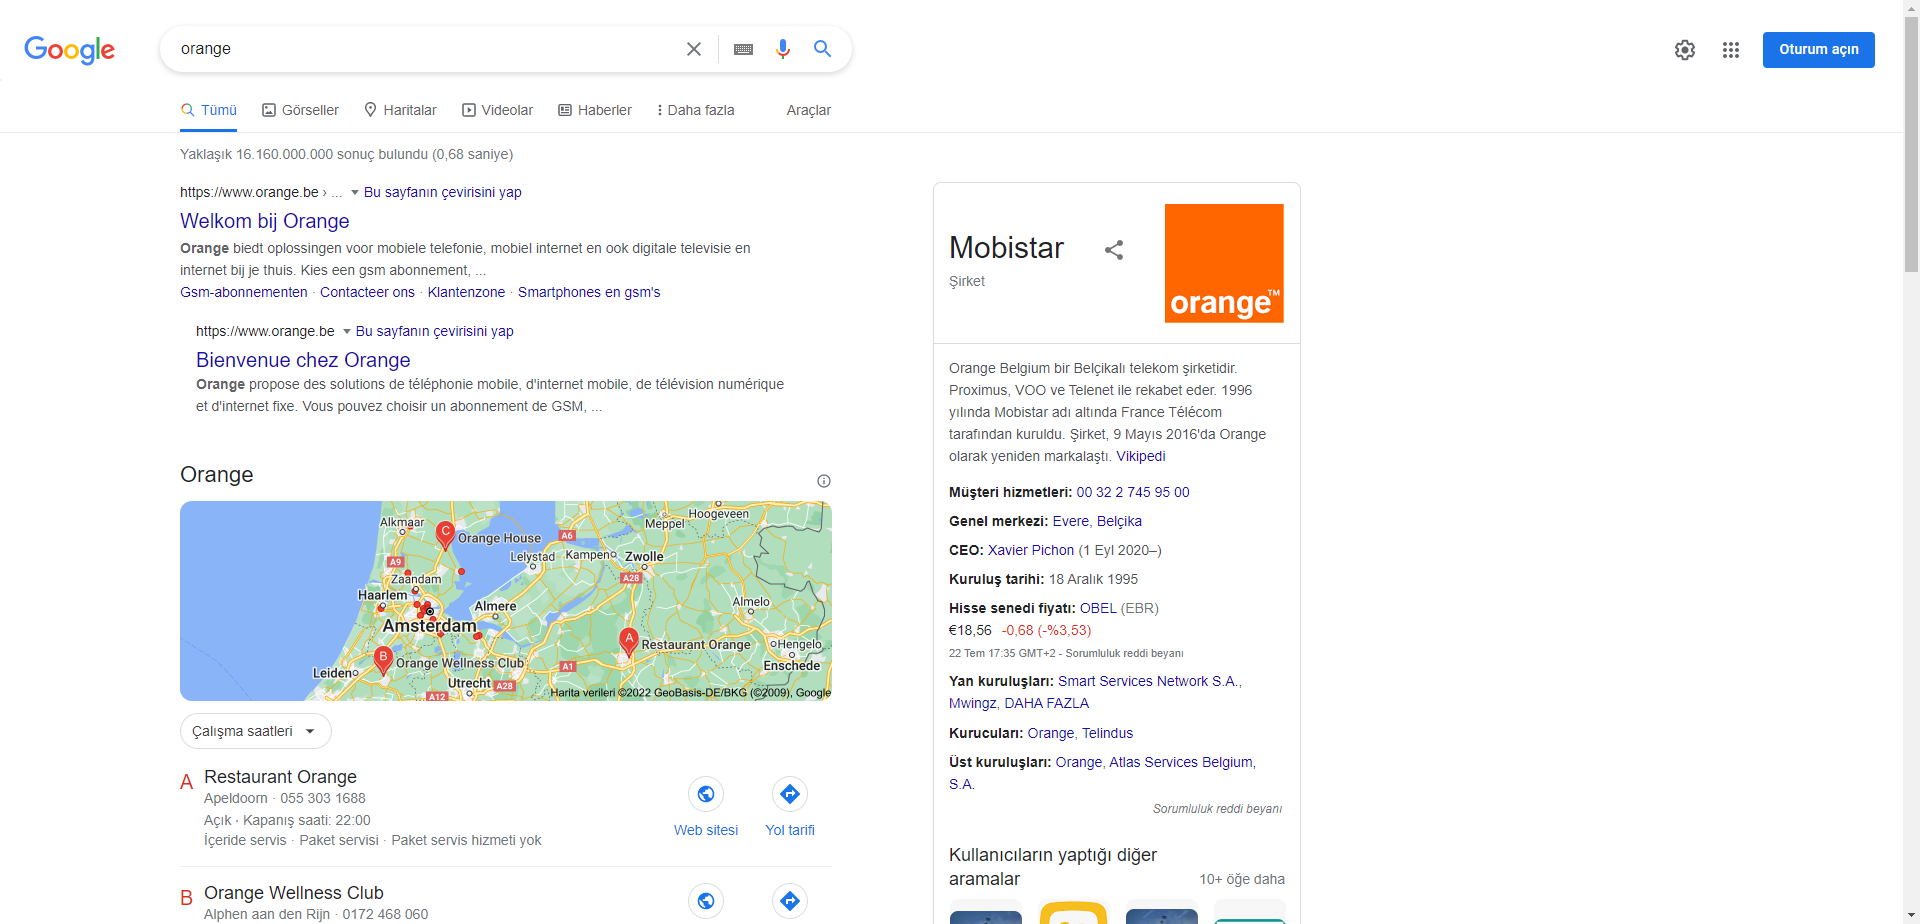 Google
orange
Oturum açın
Tümü
Görseller
Haritalar
Videolar
Haberler
Daha fazla
Araçlar
Yaklaşık 16.160.000.000 sonuç bulundu (0,68 saniye)
https://www.orange.be › ... Bu sayfanın çevirisini yap
Welkom bij Orange
Orange biedt oplossingen voor mobiele telefonie, mobiel internet en ook digitale televisie en
internet bij je thuis. Kies een gsm abonnement, ...
Gsm-abonnementen · Contacteer ons · Klantenzone · Smartphones en gsm's
https://www.orange.be Bu sayfanın çevirisini yap
Bienvenue chez Orange
Orange propose des solutions de téléphonie mobile, d'internet mobile, de télévision numérique
et d'internet fixe. Vous pouvez choisir un abonnement de GSM, ...
Orange
Alkmaar
C
Orange House
A6
Meppel
Hoogeveen
Lelystad
Kampen
Zwolle
A9
Zaandam
A28
Haarlem
Almere
Almelo
Amsterdam
A
Restaurant Orange
Hengelo
B
Orange Wellness Club
A1
Enschede
Leiden
Utrecht
A28
A12
Harita verileri ©2022 GeoBasis-DE/BKG (©2009), Google
Çalışma saatleri
A Restaurant Orange
Apeldoorn · 055 303 1688
Açık · Kapanış saati: 22:00
İçeride servis · Paket servisi · Paket servis hizmeti yok
Web sitesi
Yol tarifi
B Orange Wellness Club
Alphen aan den Rijn · 0172 468 060
Mobistar
Şirket
orange™
Orange Belgium bir Belçikalı telekom şirketidir.
Proximus, VOO ve Telenet ile rekabet eder. 1996
yılında Mobistar adı altında France Télécom
tarafından kuruldu. Şirket, 9 Mayıs 2016'da Orange
olarak yeniden markalaştı. Vikipedi
Müşteri hizmetleri: 00 32 2 745 95 00
Genel merkezi: Evere, Belçika
CEO: Xavier Pichon (1 Eyl 2020–)
Kuruluş tarihi: 18 Aralık 1995
Hisse senedi fiyatı: OBEL (EBR)
€18,56 -0,68 (-%3,53)
22 Tem 17:35 GMT+2 - Sorumluluk reddi beyanı
Yan kuruluşları: Smart Services Network S.A.,
Mwingz, DAHA FAZLA
Kurucuları: Orange, Telindus
Üst kuruluşları: Orange, Atlas Services Belgium,
S.A.
Sorumluluk reddi beyanı
Kullanıcıların yaptığı diğer
aramalar
10+ öğe daha